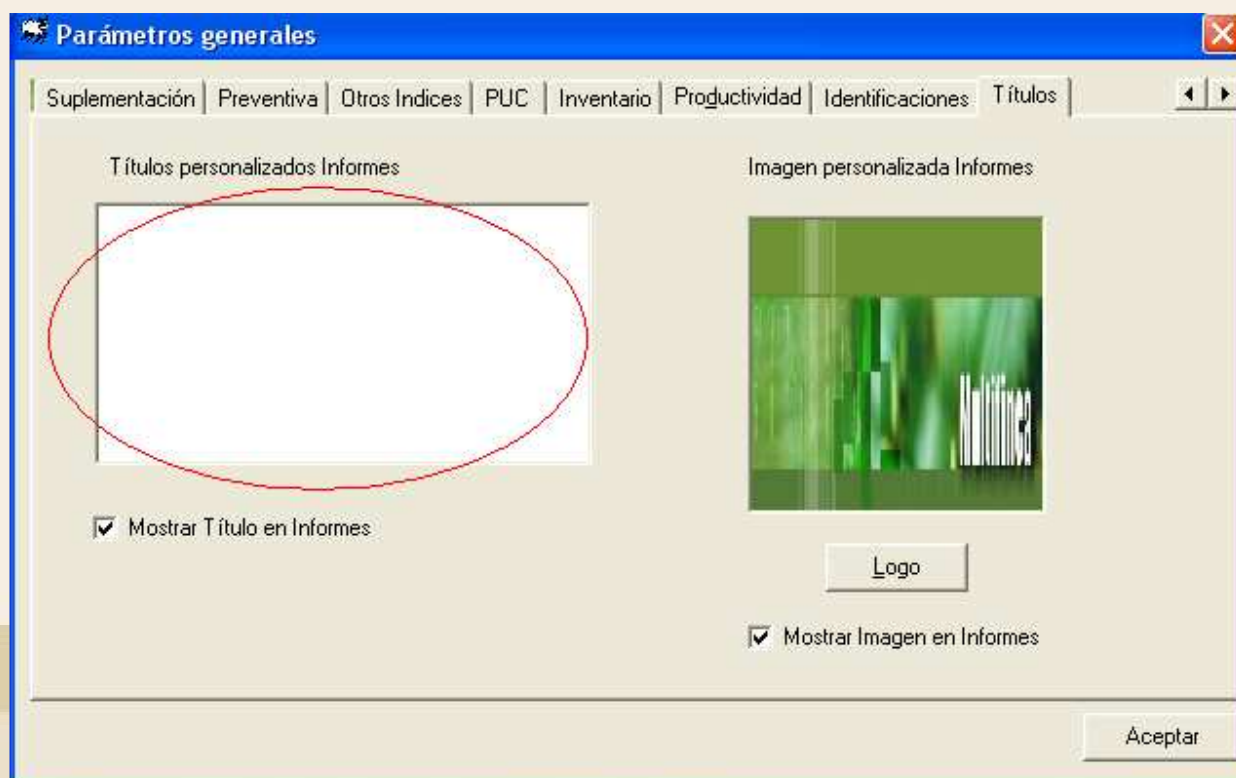 Parámetros generales
Suplementación Preventiva Otros Indices PUC Inventario Productividad Identificaciones Títulos
Títulos personalizados Informes Imagen personalizada Informes
Multifinca
Mostrar Título en Informes
Logo
Mostrar Imagen en Informes
Aceptar